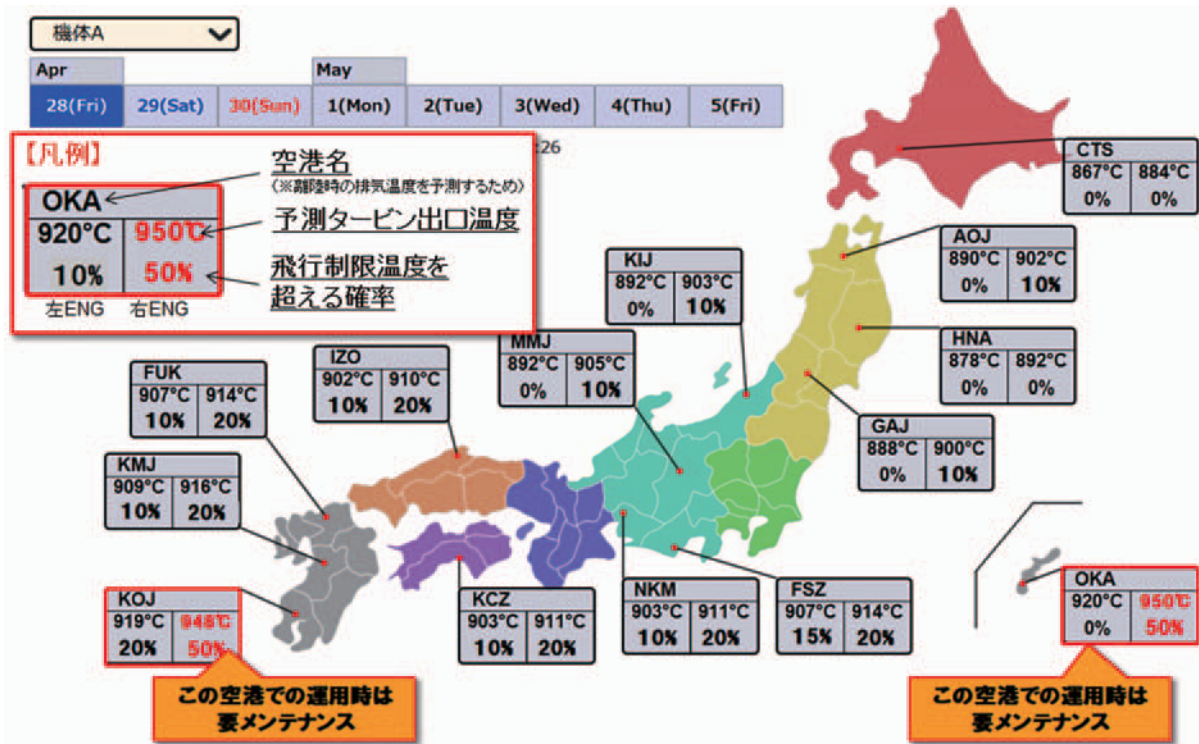 機体A
Apr
May
28(Fri) 29(Sat) 30(Sun) 1(Mon) 2(Tue) 3(Wed) 4(Thu) 5(Fri)
:26
【凡例】
OKA
920°C 950℃
10% 50%
左ENG 右ENG
空港名
(※離陸時の排気温度を予測するため)
予測タービン出口温度
飛行制限温度を
超える確率
CTS
867°C 884°C
0% 0%
AOJ
890°C 902°C
0% 10%
KIJ
892°C 903°C
0% 10%
HNA
878°C 892°C
0% 0%
MMJ
892°C 905°C
0% 10%
IZO
902°C 910°C
10% 20%
FUK
907°C 914°C
10% 20%
GAJ
888°C 900°C
0% 10%
KMJ
909°C 916°C
10% 20%
KOJ
919°C 948℃
20% 50%
KCZ
903°C 911°C
10% 20%
NKM
903°C 911°C
10% 20%
FSZ
907°C 914°C
15% 20%
OKA
920°C 950℃
0% 50%
この空港での運用時は
要メンテナンス
この空港での運用時は
要メンテナンス